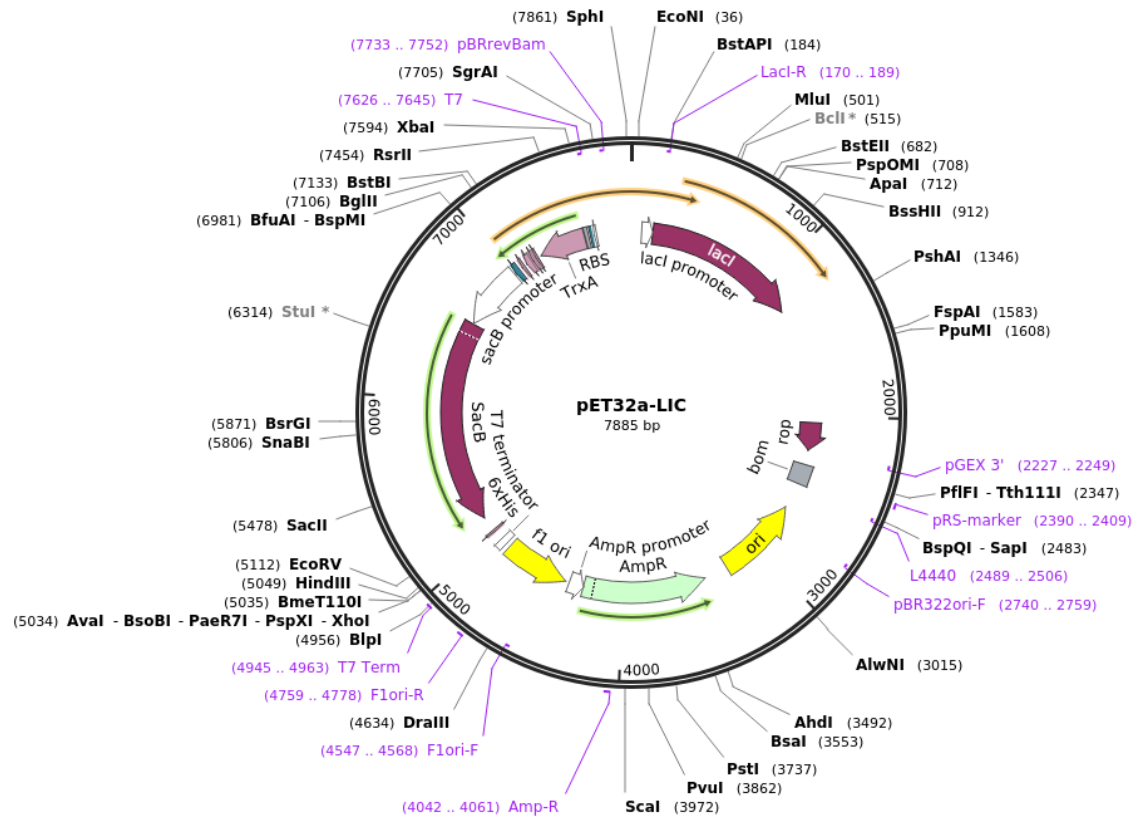 (7861) SphI
EcoNI (36)
(7733 .. 7752) pBRrevBam
BstAPI (184)
(7705) SgrAI
LacI-R (170 .. 189)
(7626 .. 7645) T7
MluI (501)
(7594) XbaI
BclI * (515)
(7454) RsrII
BstEII (682)
PspOMI (708)
(7133) BstBI
ApaI (712)
(7106) BglII
BssHII (912)
(6981) BfuAI - BspMI
7000
1000
PshAI (1346)
lacI
RBS
lacI promoter
TrxA
(6314) StuI *
FspAI (1583)
PpuMI (1608)
sacB promoter
pET32a-LIC
7885 bp
2000
6000
(5871) BsrGI
(5806) SnaBI
SacB
T7 terminator
rop
bom
pGEX 3' (2227 .. 2249)
PflFI - Tth111I (2347)
6xHis
pRS-marker (2390 .. 2409)
(5478) SacII
f1 ori
AmpR promoter
AmpR
ori
BspQI - SapI (2483)
(5112) EcoRV
L4440 (2489 .. 2506)
(5049) HindIII
(5035) BmeT110I
5000
3000
pBR322ori-F (2740 .. 2759)
(5034) AvaI - BsoBI - PaeR7I - PspXI - XhoI
(4956) BlpI
(4945 .. 4963) T7 Term
AlwNI (3015)
4000
(4759 .. 4778) F1ori-R
(4634) DraIII
AhdI (3492)
(4547 .. 4568) F1ori-F
BsaI (3553)
PstI (3737)
PvuI (3862)
(4042 .. 4061) Amp-R
ScaI (3972)